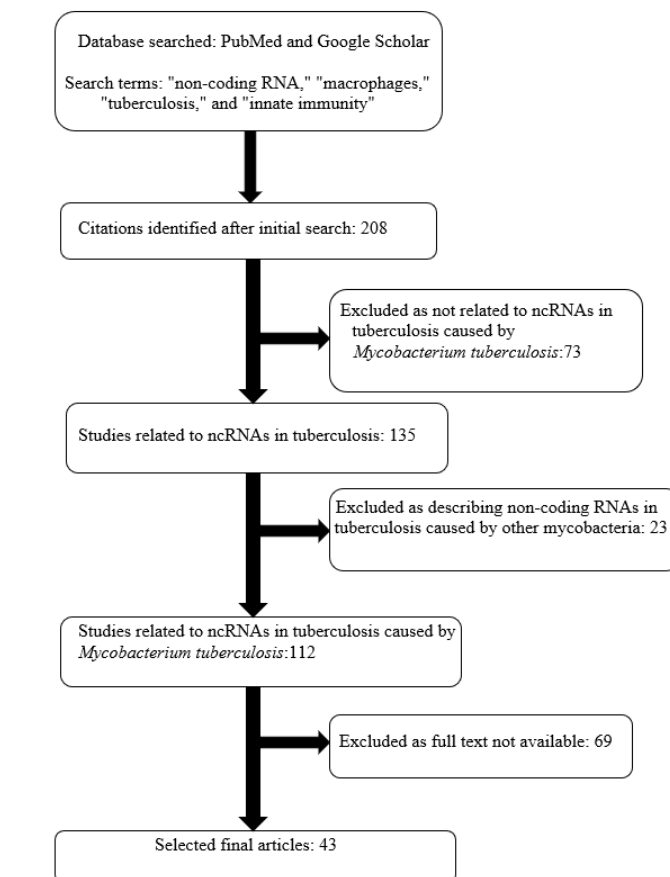 Database searched: PubMed and Google Scholar
Search terms: "non-coding RNA," "macrophages,"
"tuberculosis," and "innate immunity"
Citations identified after initial search: 208
Excluded as not related to ncRNAs in
tuberculosis caused by
Mycobacterium tuberculosis:73
Studies related to ncRNAs in tuberculosis: 135
Excluded as describing non-coding RNAs in
tuberculosis caused by other mycobacteria: 23
Studies related to ncRNAs in tuberculosis caused by
Mycobacterium tuberculosis:112
Excluded as full text not available: 69
Selected final articles: 43